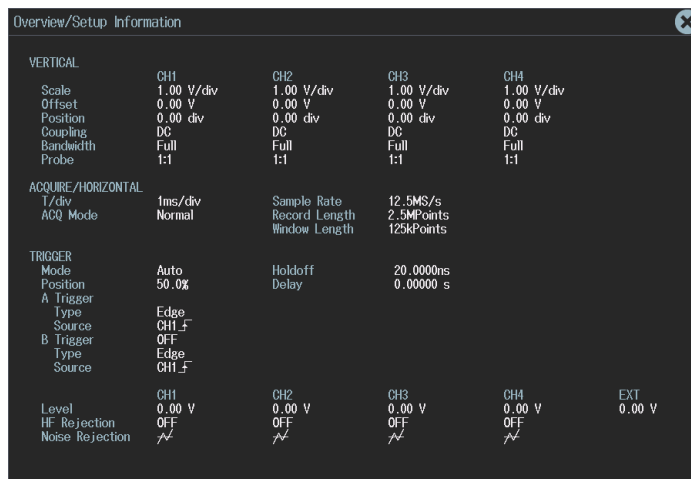 Overview/Setup Information
VERTICAL
CH1 CH2 CH3 CH4
Scale 1.00 V/div 1.00 V/div 1.00 V/div 1.00 V/div
Offset 0.00 V 0.00 V 0.00 V 0.00 V
Position 0.00 div 0.00 div 0.00 div 0.00 div
Coupling DC DC DC DC
Bandwidth Full Full Full Full
Probe 1:1 1:1 1:1 1:1
ACQUIRE/HORIZONTAL
T/div 1ms/div Sample Rate 12.5MS/s
ACQ Mode Normal Record Length 2.5MPoints
Window Length 125kPoints
TRIGGER
Mode Auto Holdoff 20.0000ns
Position 50.0% Delay 0.00000 s
A Trigger
Type Edge
Source CH1
B Trigger OFF
Type Edge
Source CH1
CH1 CH2 CH3 CH4 EXT
Level 0.00 V 0.00 V 0.00 V 0.00 V 0.00 V
HF Rejection OFF OFF OFF OFF
Noise Rejection